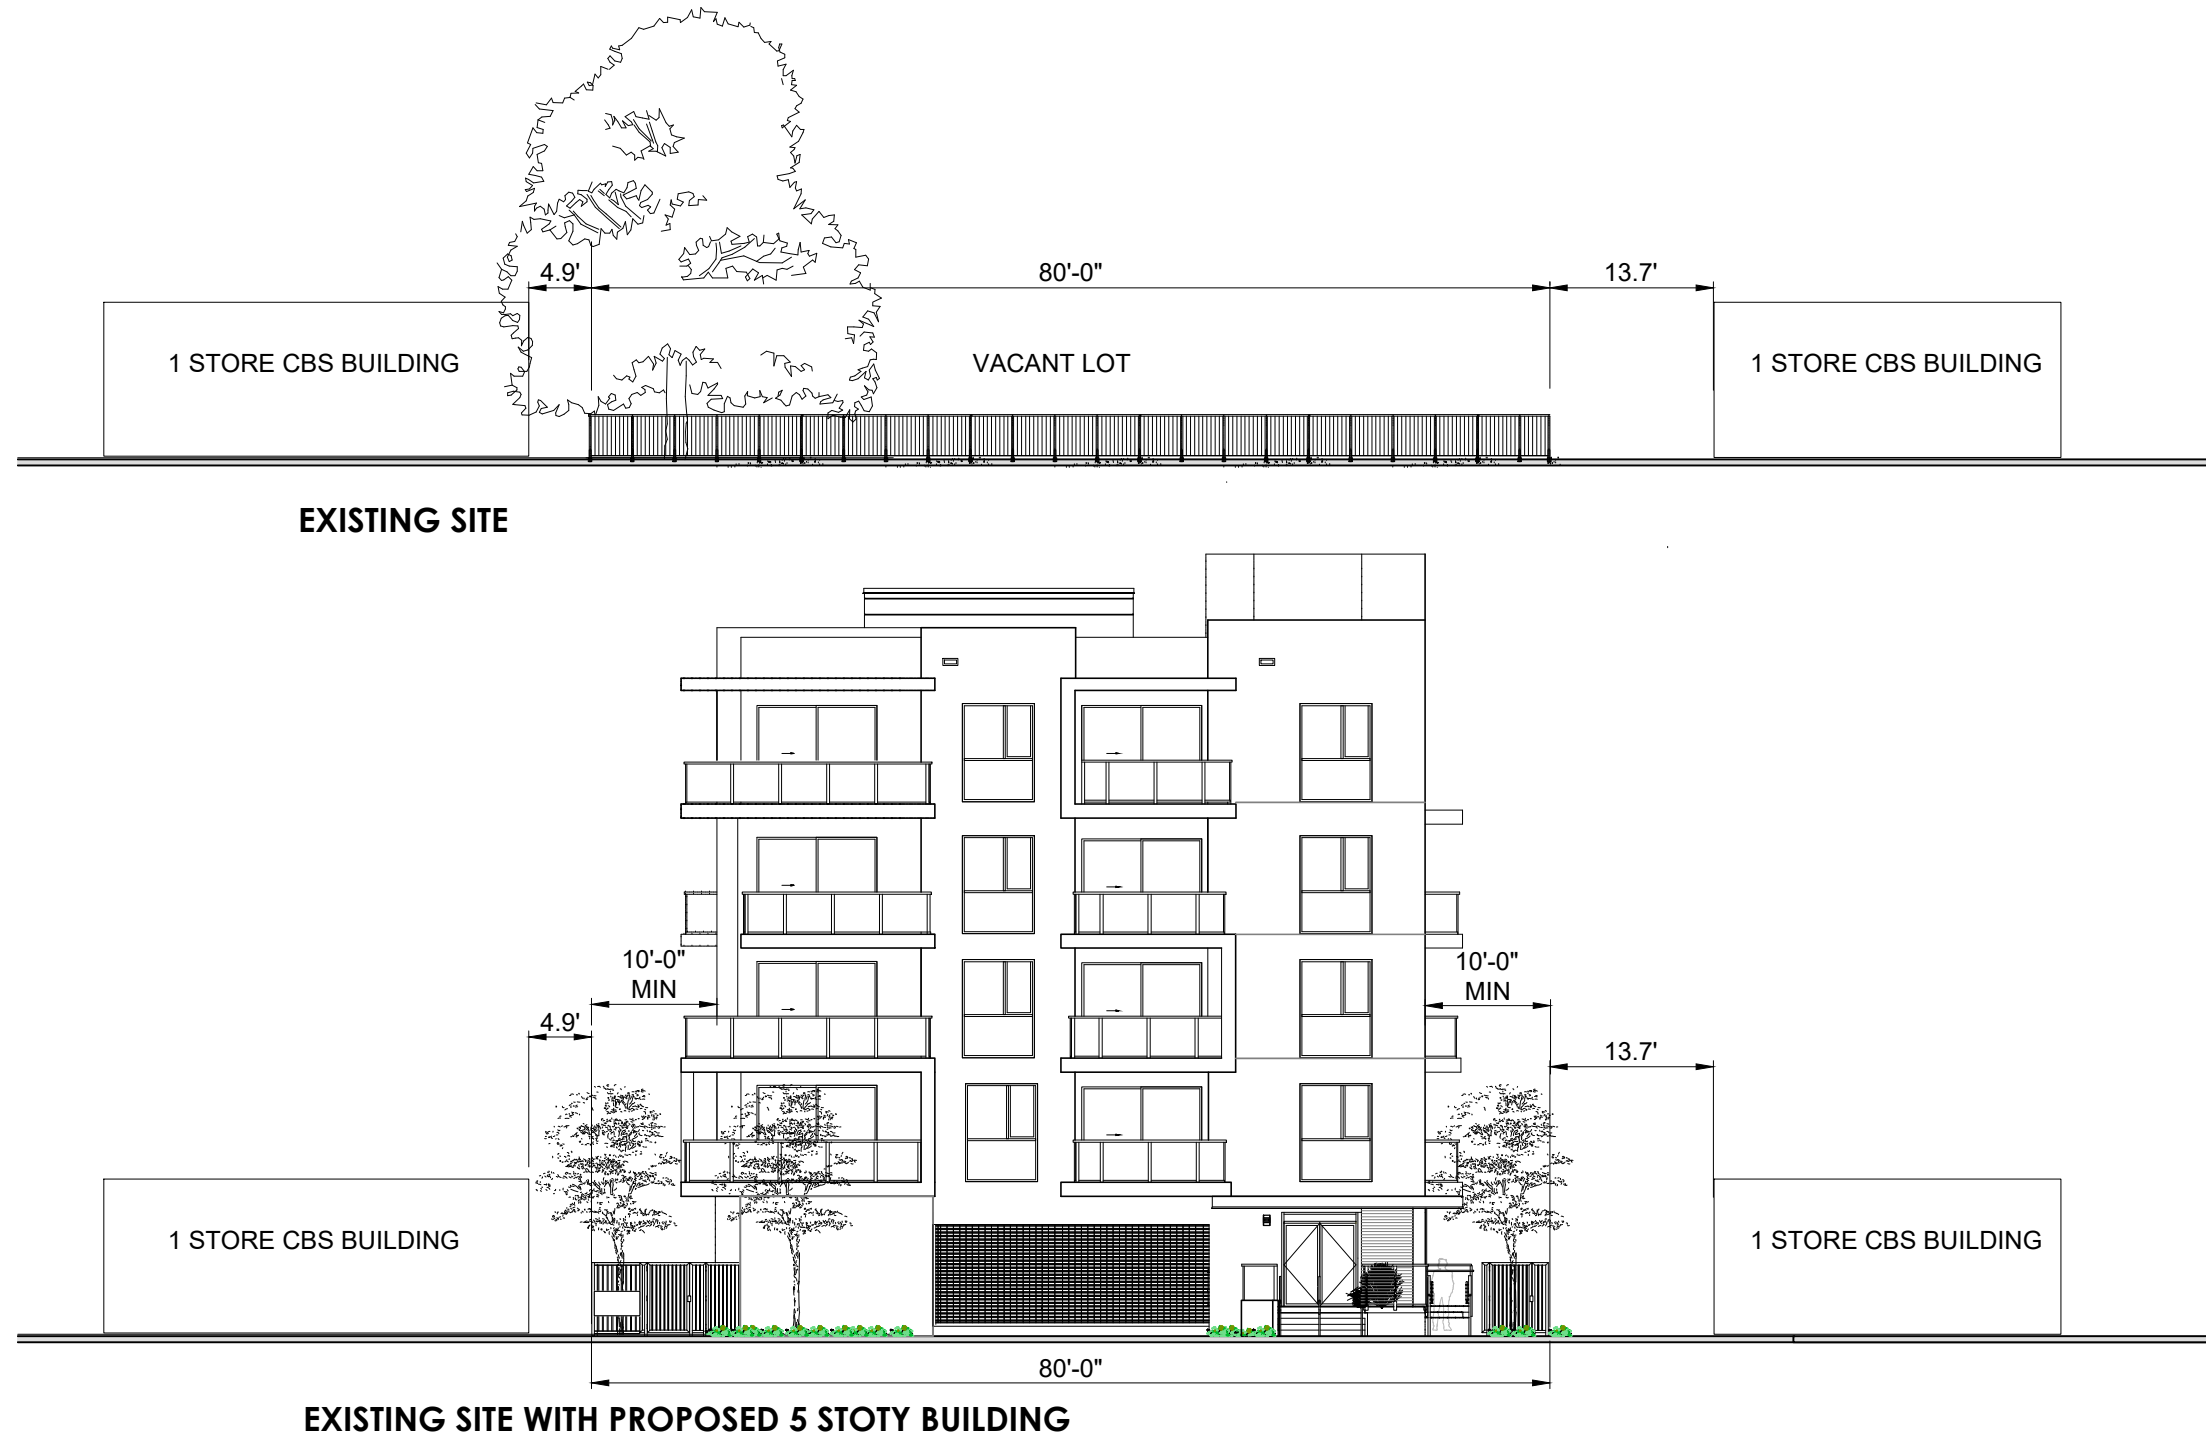 4.9'
80'-0"
13.7'
1 STORE CBS BUILDING
VACANT LOT
1 STORE CBS BUILDING
EXISTING SITE
10'-0"
MIN
10'-0"
MIN
4.9'
13.7'
1 STORE CBS BUILDING
1 STORE CBS BUILDING
80'-0"
EXISTING SITE WITH PROPOSED 5 STOTY BUILDING